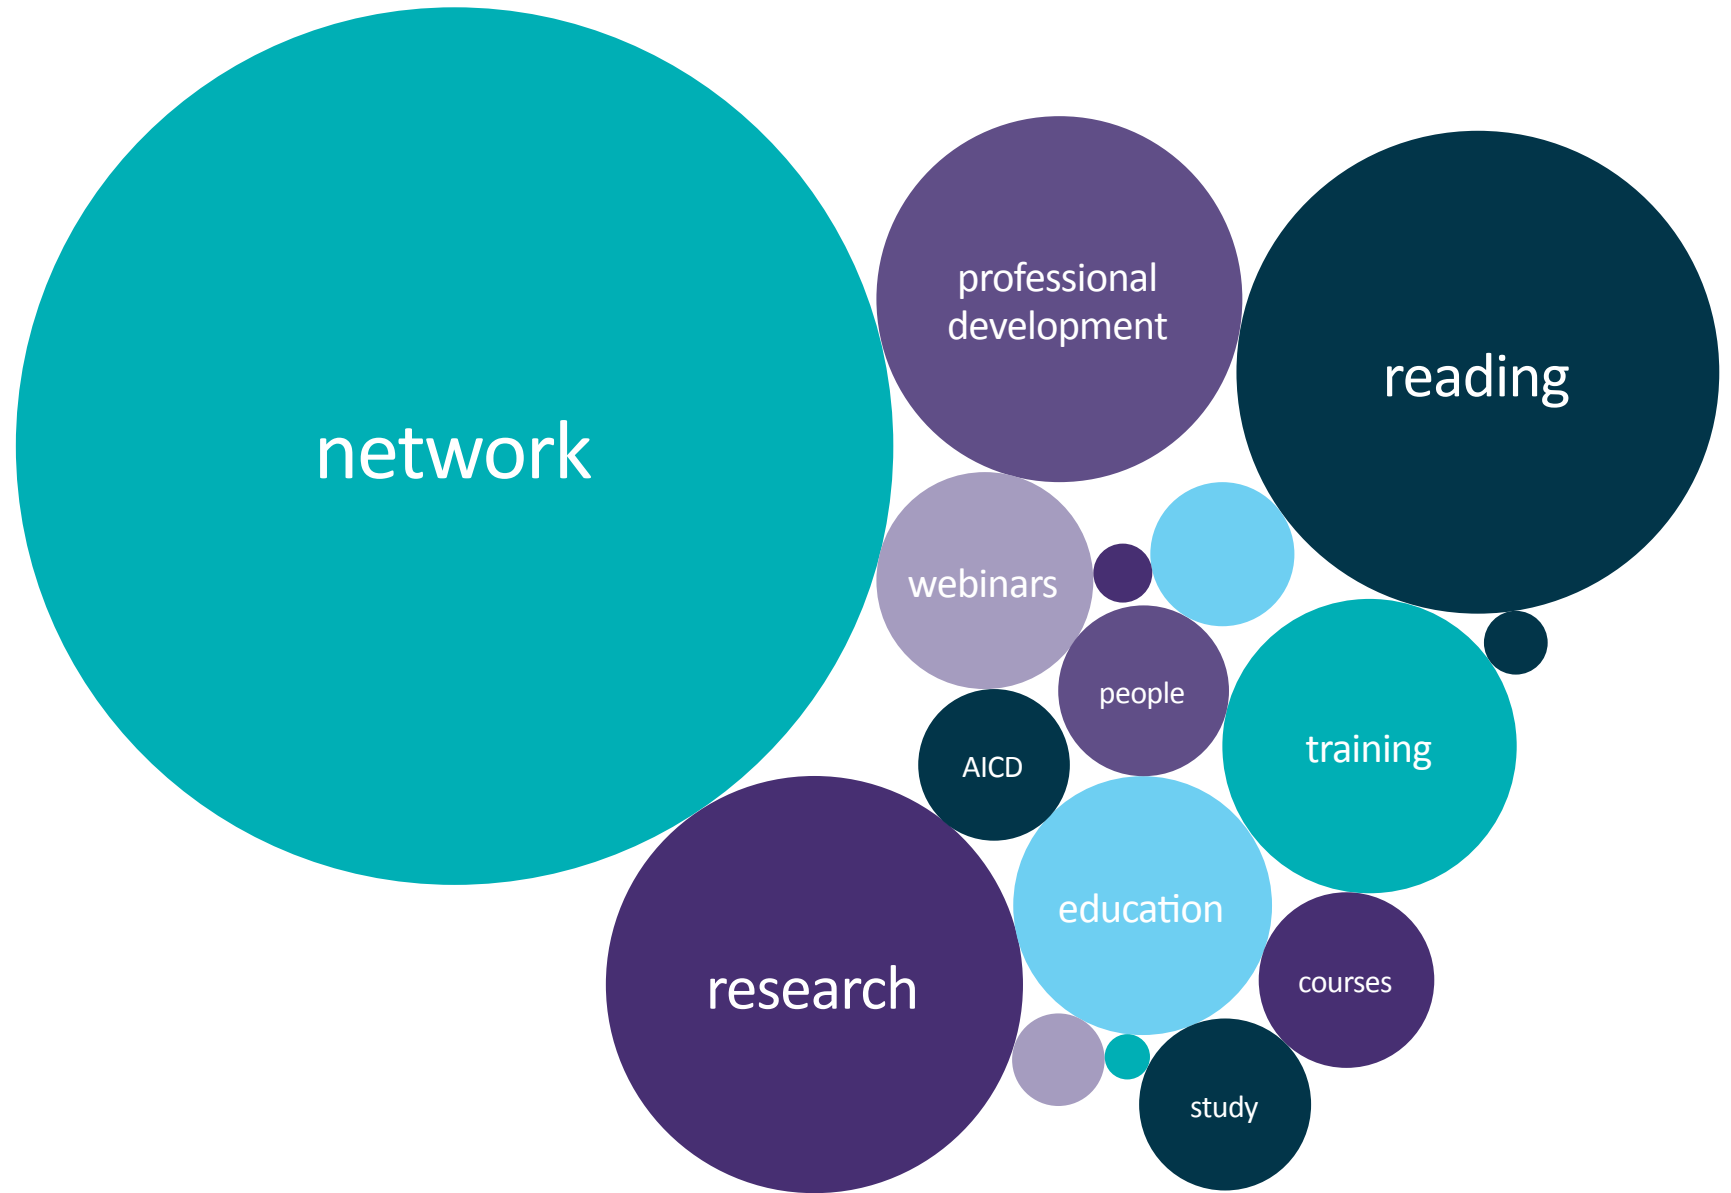 network
professional
development
reading
webinars
people
AICD
training
education
research
courses
study